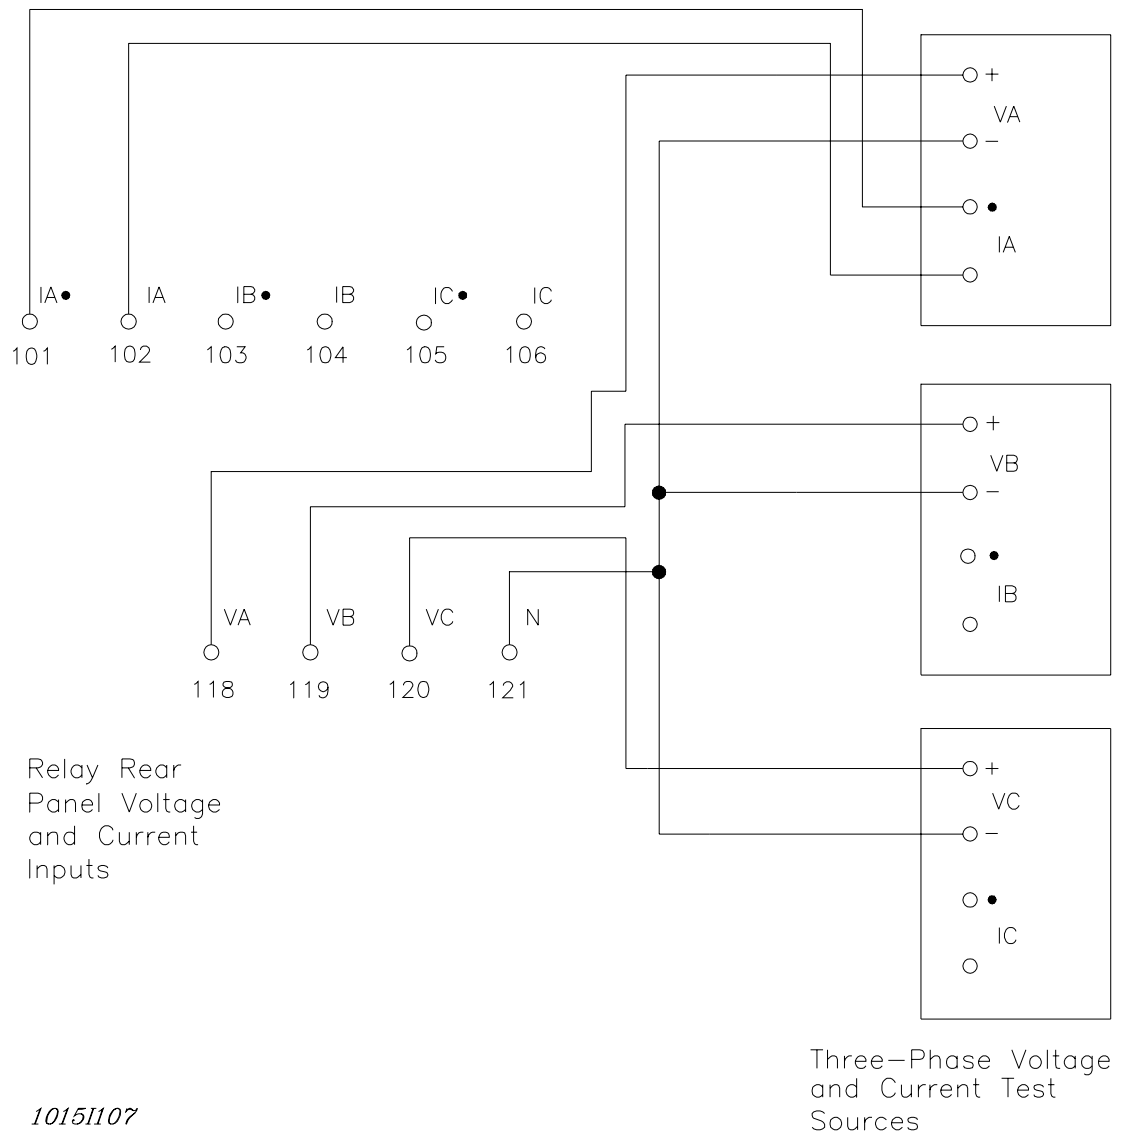 +
VA
−
•
IA
IA• IA IB• IB IC• IC
101 102 103 104 105 106
+
VB
−
•
IB
VA VB VC N
118 119 120 121
+
VC
−
•
IC
Relay Rear
Panel Voltage
and Current
Inputs
Three−Phase Voltage
and Current Test
Sources
1015I107